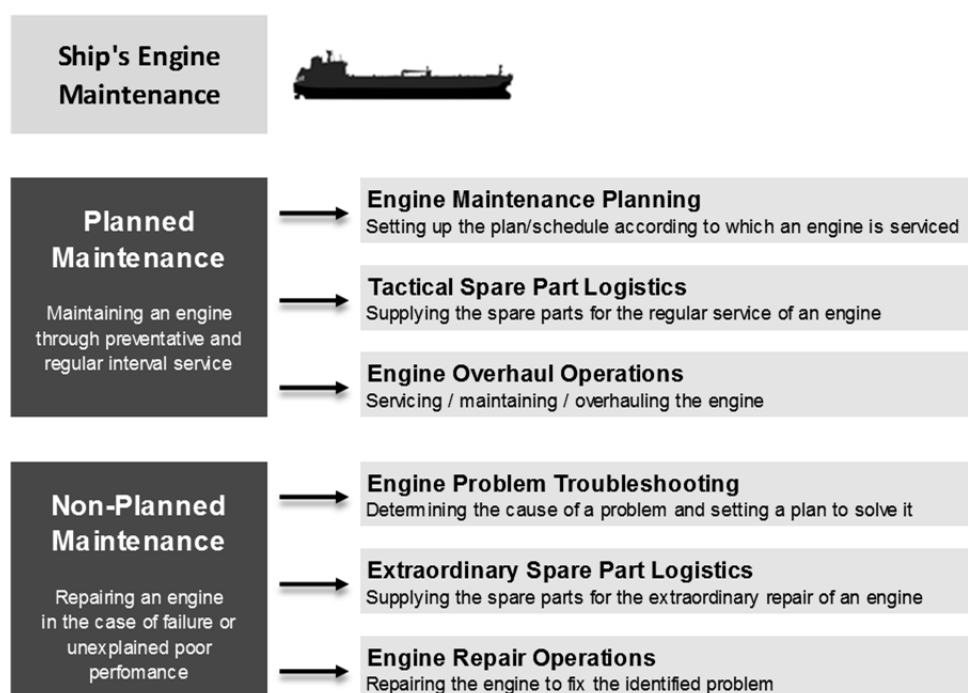 Ship's Engine
Maintenance
Planned
Maintenance
Maintaining an engine
through preventative and
regular interval service
Engine Maintenance Planning
Setting up the plan/schedule according to which an engine is serviced
Tactical Spare Part Logistics
Supplying the spare parts for the regular service of an engine
Engine Overhaul Operations
Servicing / maintaining / overhauling the engine
Non-Planned
Maintenance
Repairing an engine
in the case of failure or
unexplained poor
perfomance
Engine Problem Troubleshooting
Determining the cause of a problem and setting a plan to solve it
Extraordinary Spare Part Logistics
Supplying the spare parts for the extraordinary repair of an engine
Engine Repair Operations
Repairing the engine to fix the identified problem